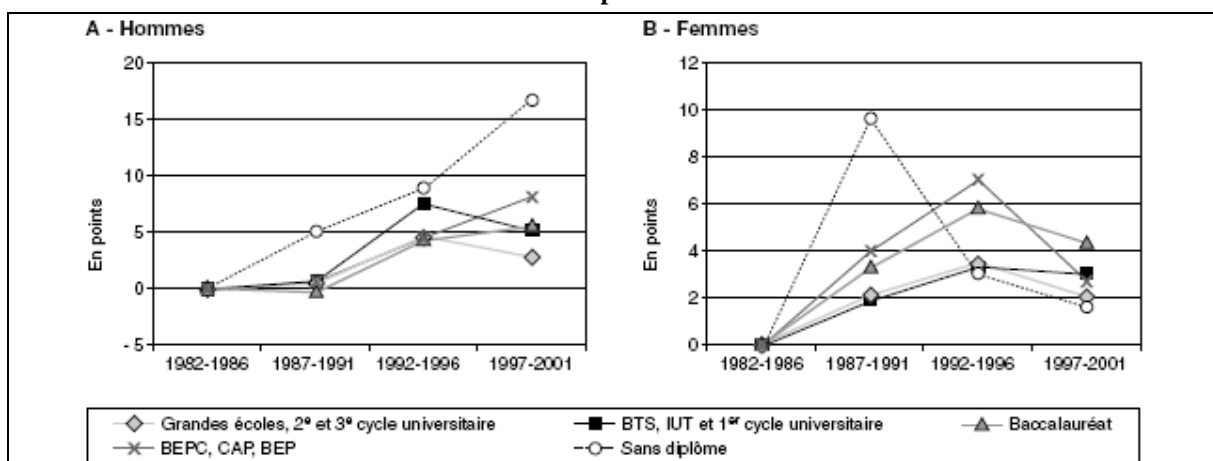 A - Hommes
20
15
10
5
0
- 5
En points
1982-1986 1987-1991 1992-1996 1997-2001
B - Femmes
12
10
8
6
4
2
0
En points
1982-1986 1987-1991 1992-1996 1997-2001
Grandes écoles, 2e et 3e cycle universitaire BTS, IUT et 1er cycle universitaire Baccalauréat
BEPC, CAP, BEP Sans diplôme